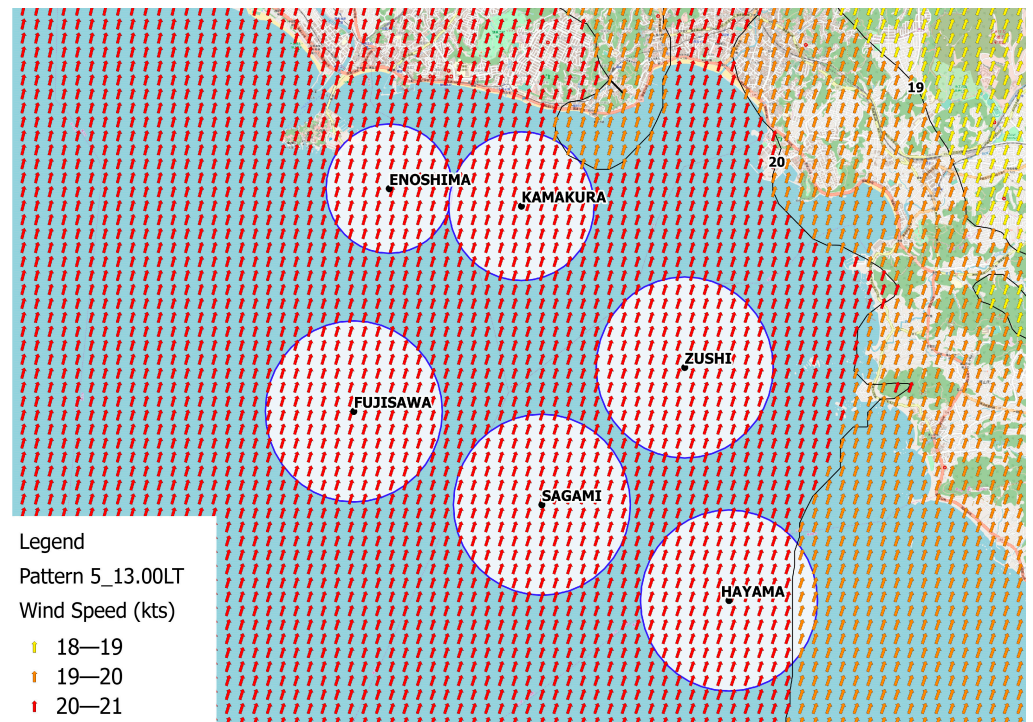 19
20
ENOSHIMA
KAMAKURA
ZUSHI
FUJISAWA
SAGAMI
HAYAMA
Legend
Pattern 5_13.00LT
Wind Speed (kts)
18—19
19—20
20—21